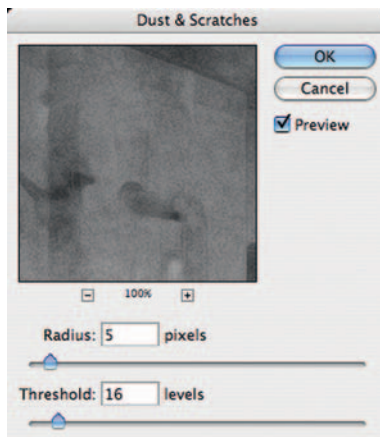 Dust & Scratches
OK
Cancel
Preview
100%
Radius: 5 pixels
Threshold: 16 levels